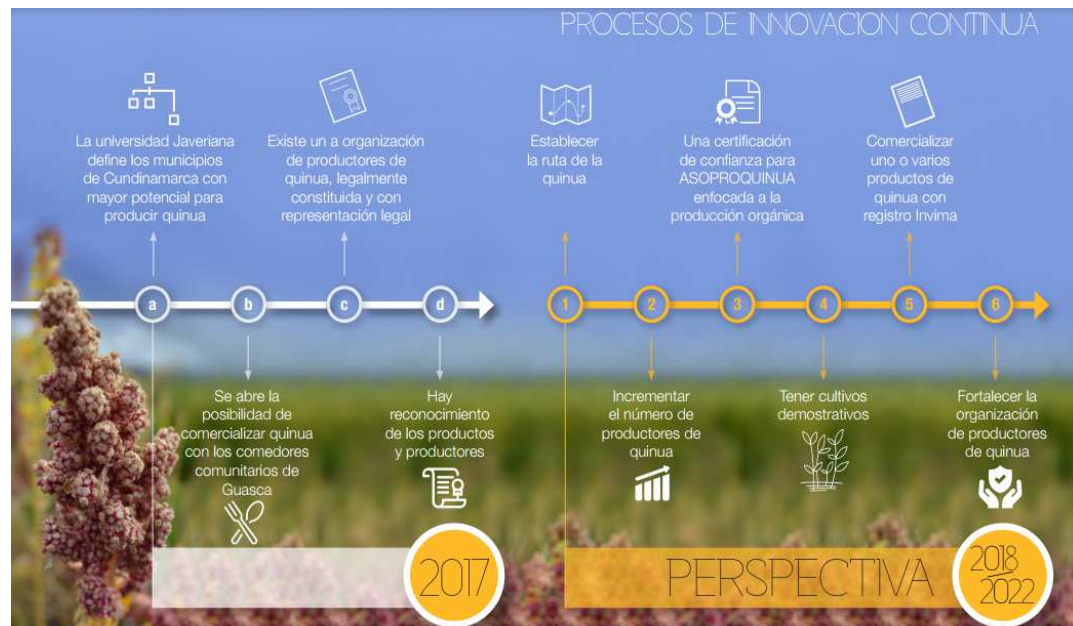 PROCESOS DE INNOVACION CONTINUA
La universidad Javeriana
define los municipios
de Cundinamarca con
mayor potencial para
producir quinua
Existe un a organización
de productores de
quinua, legalmente
constituida y con
representación legal
Establecer
la ruta de la
quinua
Una certificación
de confianza para
ASOPROQUINUA
enfocada a la
producción orgánica
Comercializar
uno o varios
productos de
quinua con
registro Invima
a
b
c
d
1
2
3
4
5
6
Se abre la
posibilidad de
comercializar quinua
con los comedores
comunitarios de
Guasca
Hay
reconocimiento
de los productos
y productores
Incrementar
el número de
productores de
quinua
Tener cultivos
demostrativos
Fortalecer la
organización
de productores
de quinua
2017
PERSPECTIVA
2018
2022